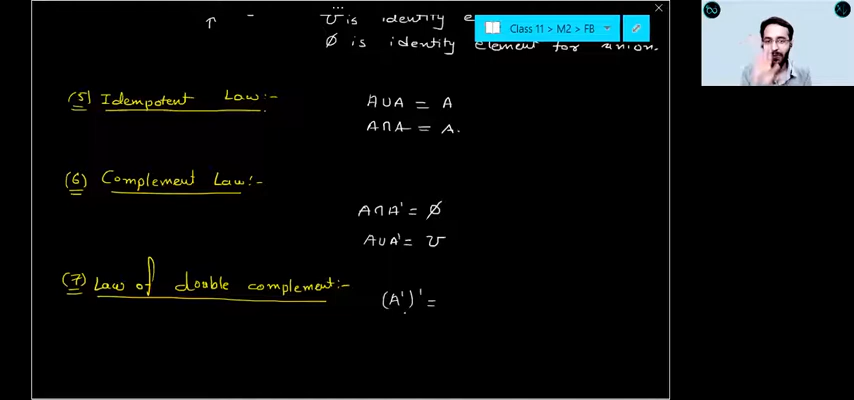 U is identity
Class 11 > M2 > FB
φ is identity element for union.
(5) Idempotent Law:-
A∪A = A
A∩A = A.
(6) Complement Law:-
A∩A' = φ
A∪A' = U
(7) Law of double complement:-
(A')' =